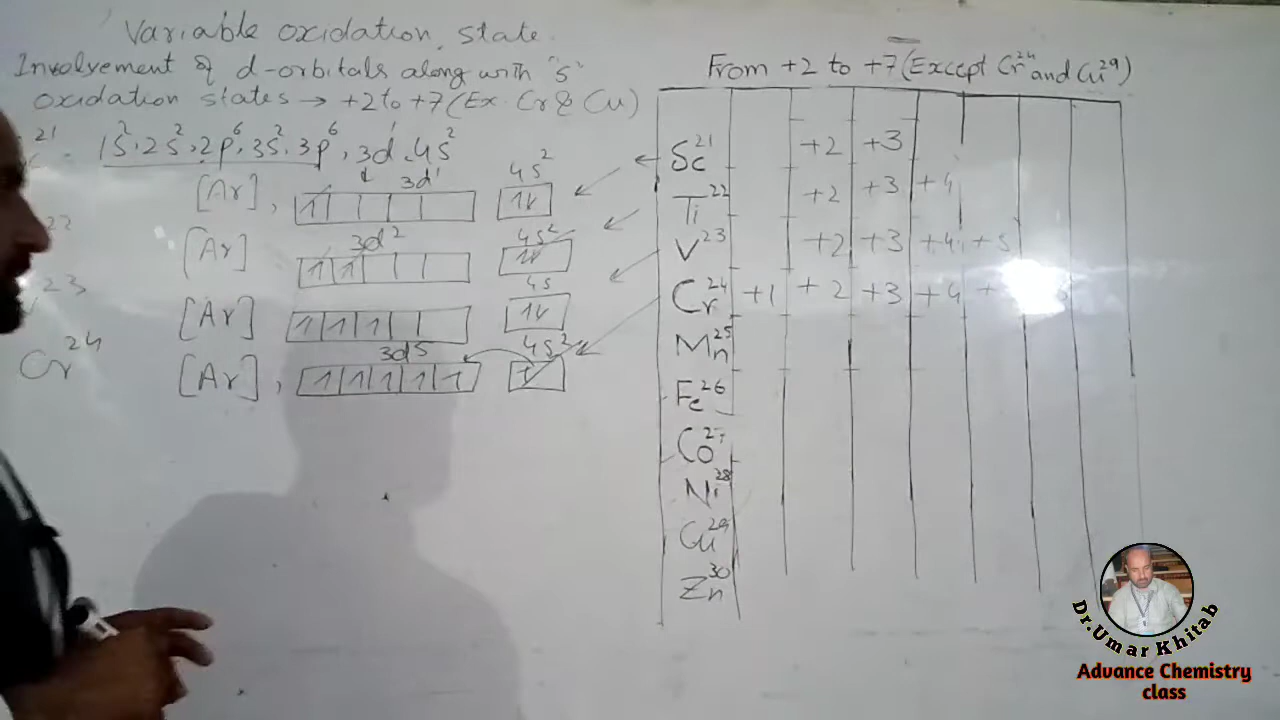 Variable oxidation state
Involvement of d-orbitals along with "s"
oxidation states → +2 to +7 (Ex. Cr & Cu)
21 1s², 2s², 2p⁶, 3s², 3p⁶, 3d¹, 4s²
[Ar], 3d¹ 4s²
22 [Ar] 3d² 4s²
V 23 [Ar] 4s
Cr²⁴ [Ar], 3d⁵ 4s²
From +2 to +7 (Except Cr²⁴ and Cu²⁹)
Sc²¹ +2 +3
Ti²² +2 +3 +4
V²³ +2 +3 +4 +5
Cr²⁴ +1 +2 +3 +4 +
Mn²⁵
Fe²⁶
Co²⁷
Ni²⁸
Cu²⁹
Zn³⁰
Dr.Umar Khitab
Advance Chemistry
class